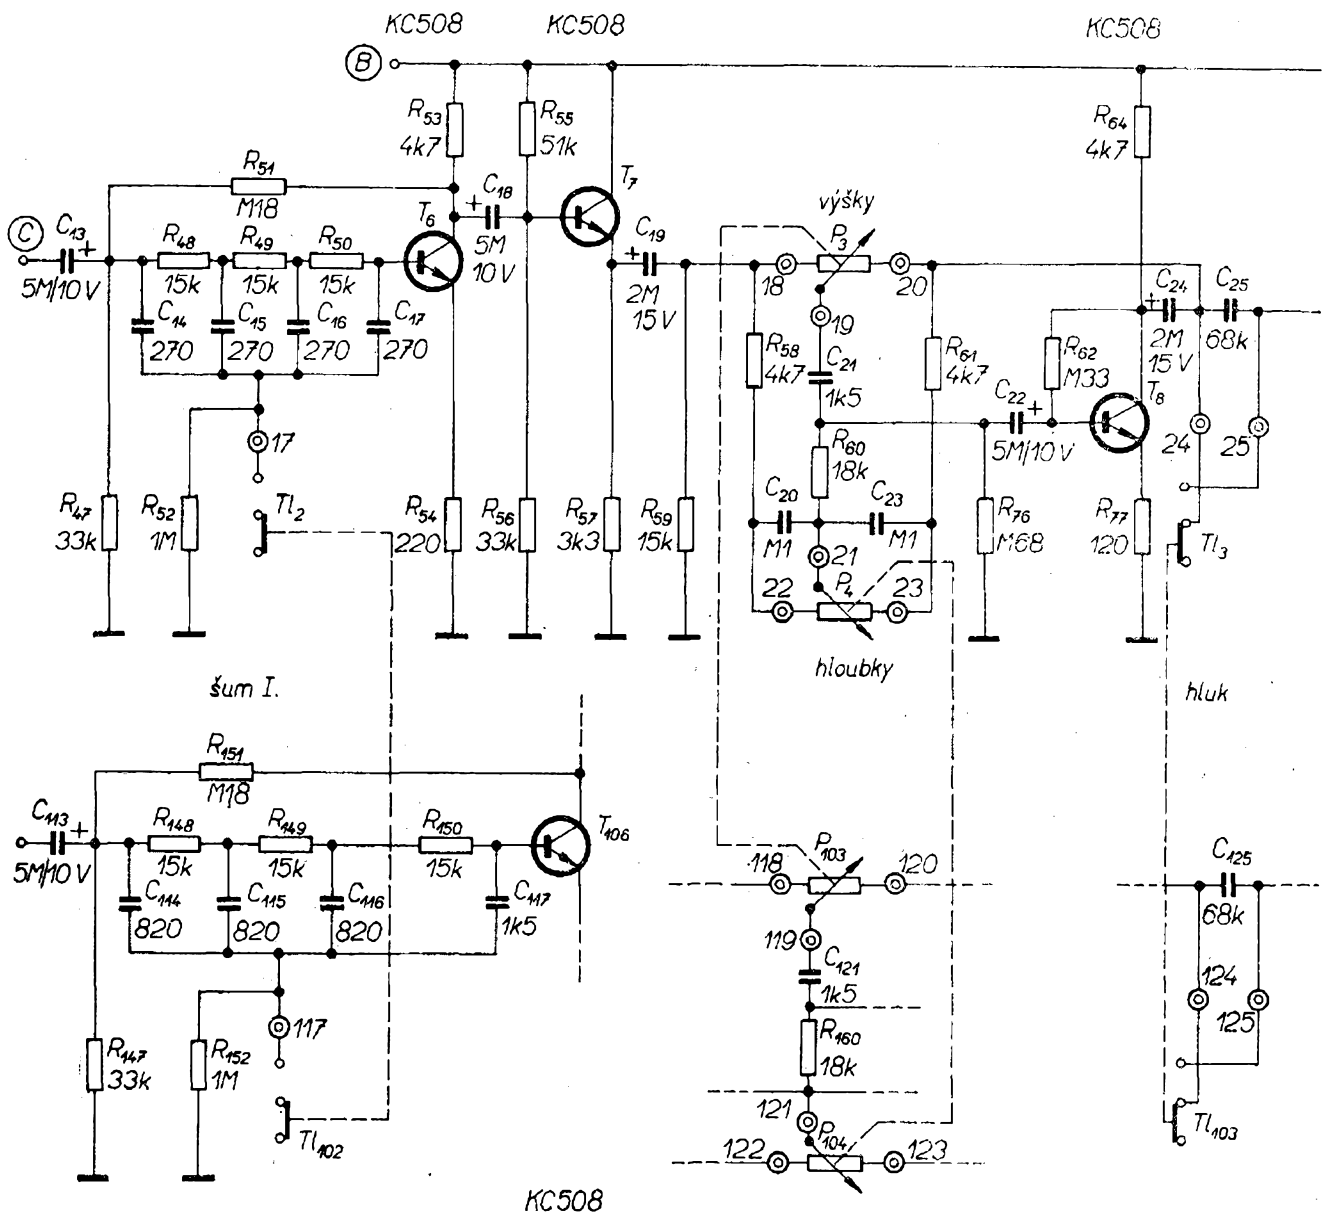 KC508
KC508
KC508
B
R53
4k7
R55
51k
R64
4k7
R51
M18
C18
5M
10V
T7
T6
C
C13
5M/10V
R48
15k
R49
15k
R50
15k
C19
2M
15V
výšky
P3
18
20
19
C14
270
C15
270
C16
270
C17
270
R58
4k7
C21
1k5
R61
4k7
R62
M33
C24
2M
15V
C25
68k
T8
C22
5M/10V
24
25
17
R60
18k
R47
33k
R52
1M
Tl2
R54
220
R56
33k
R57
3k3
R59
15k
C20
M1
C23
M1
21
R76
M68
R77
120
Tl3
22
P4
23
hloubky
šum I.
hluk
R151
M18
C113
5M/10V
R148
15k
R149
15k
R150
15k
T106
C114
820
C115
820
C116
820
C117
1k5
118
P103
120
119
C121
1k5
C125
68k
124
125
117
R147
33k
R152
1M
Tl102
R160
18k
121
P104
122
123
Tl103
KC508